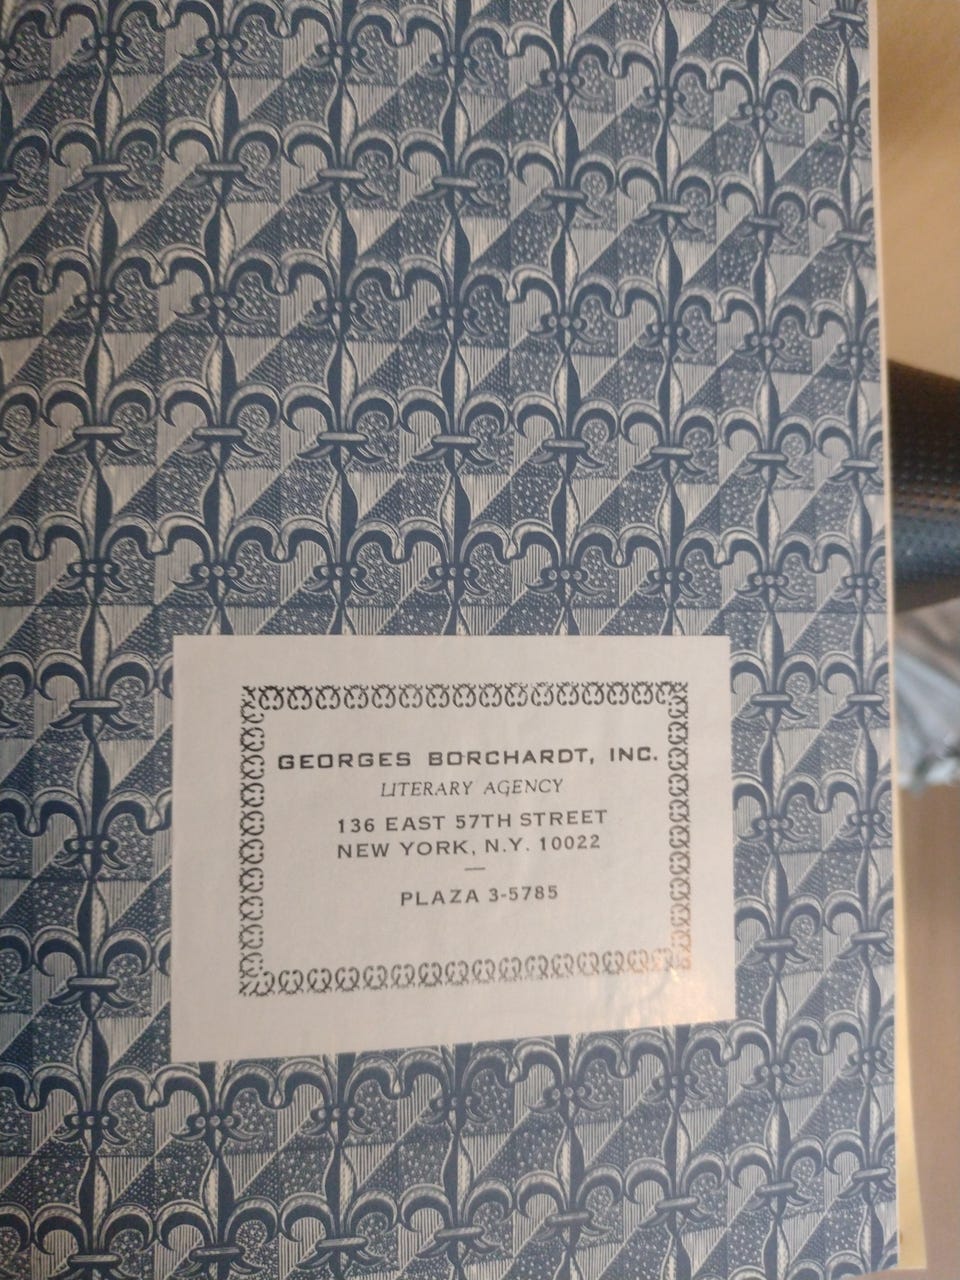 GEORGES BORCHARDT, INC.
LITERARY AGENCY
136 EAST 57TH STREET
NEW YORK, N.Y. 10022
—
PLAZA 3-5785